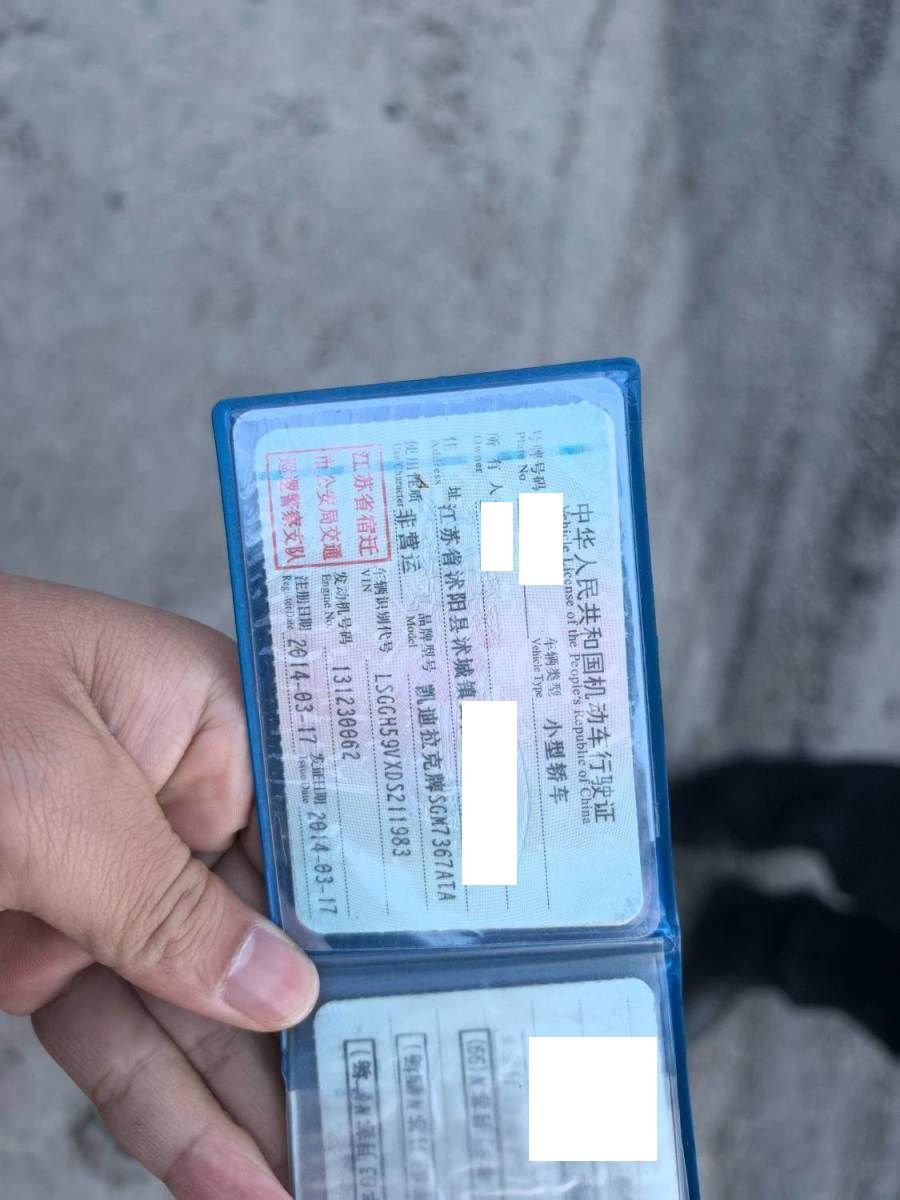 中华人民共和国机动车行驶证
Vehicle License of the People's Republic of China
号牌号码
Plate No.
车辆类型 小型轿车
Vehicle Type
所有人
Owner
住址 江苏省沭阳县沭城镇
Address
使用性质 非营运
Use Character
品牌型号 凯迪拉克牌SGM7367ATA
Model
江苏省宿迁
市公安局交通
巡逻警察支队
车辆识别代号 LSGGH59VXDS211983
VIN
发动机号码 131230062
Engine No.
注册日期 2014-03-17
Register Date
发证日期 2014-03-17
Issue Date